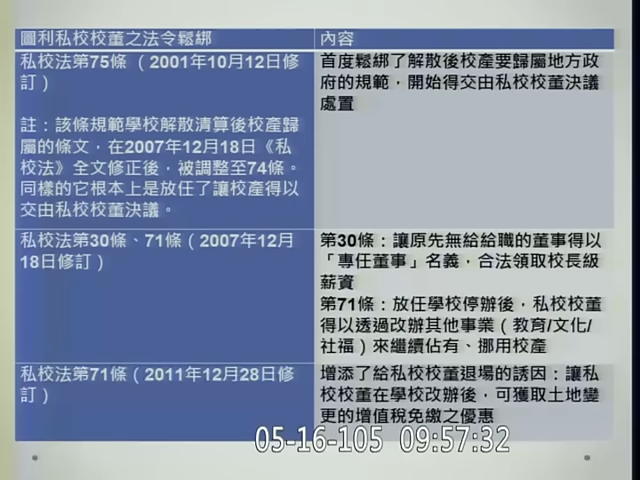 圖利私校校董之法令鬆綁
內容
私校法第75條（2001年10月12日修
訂）
註：該條規範學校解散清算後校產歸
屬的條文，在2007年12月18日《私
校法》全文修正後，被調整至74條。
同樣的它根本上是放任了讓校產得以
交由私校校董決議。
首度鬆綁了解散後校產要歸屬地方政
府的規範，開始得交由私校校董決議
處置
私校法第30條、71條（2007年12月
18日修訂）
第30條：讓原先無給給職的董事得以
「專任董事」名義，合法領取校長級
薪資
第71條：放任學校停辦後，私校校董
得以透過改辦其他事業（教育/文化/
社福）來繼續佔有、挪用校產
私校法第71條（2011年12月28日修
訂）
增添了給私校校董退場的誘因：讓私
校校董在學校改辦後，可獲取土地變
更的增值稅免繳之優惠
05-16-105 09:57:32